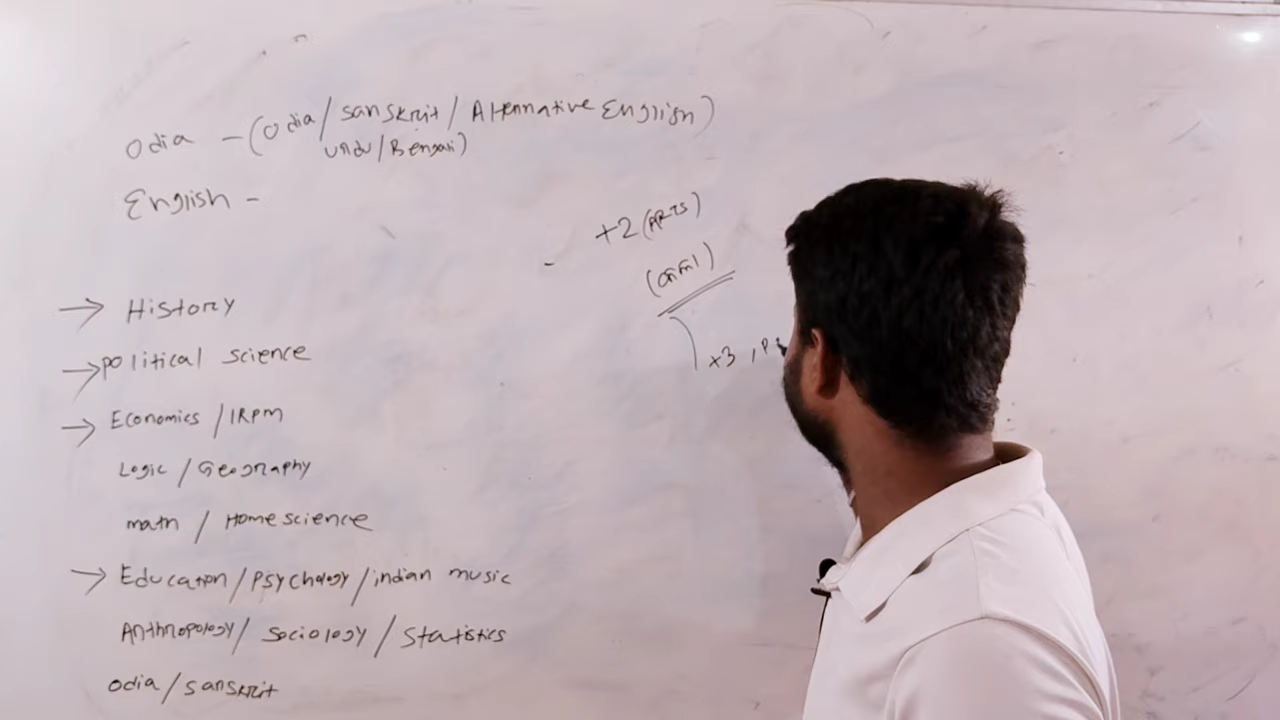 Odia - (Odia / Sanskrit / Alternative English)
Urdu / Bengali)
English -
+2 (ARTS)
→ History
→ political science
+3, P
→ Economics / IRPM
Logic / Geography
math / Home science
→ Education / Psychology / indian music
Anthropology / Sociology / Statistics
odia / sanskrit